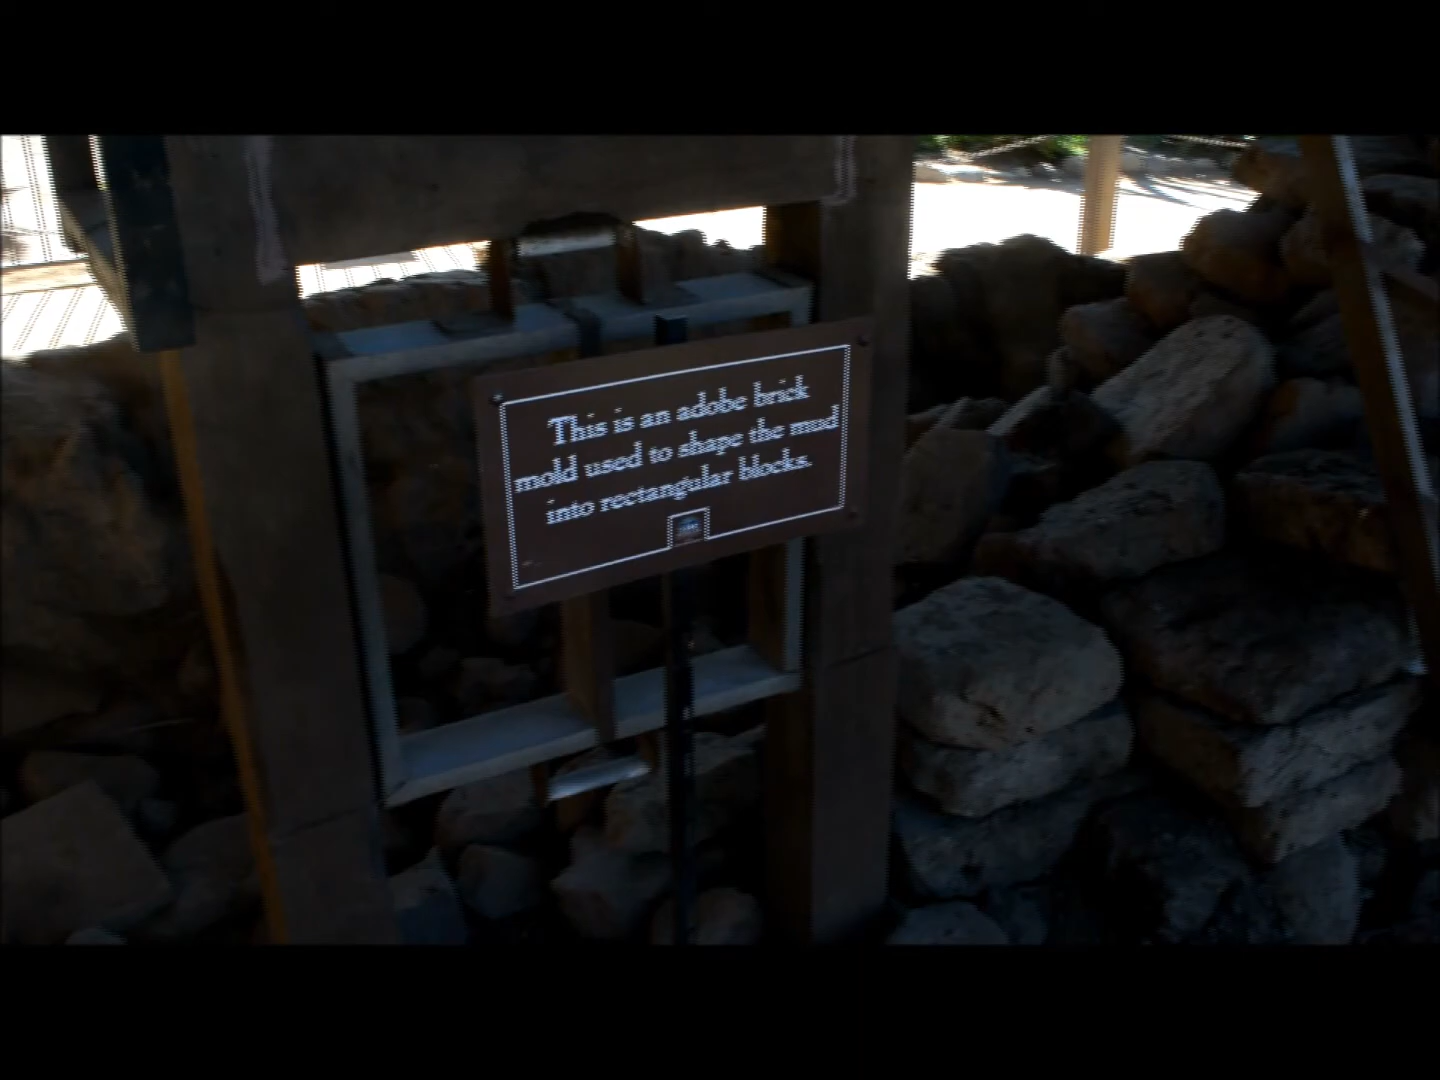 This is an adobe brick
mold used to shape the mud
into rectangular blocks.